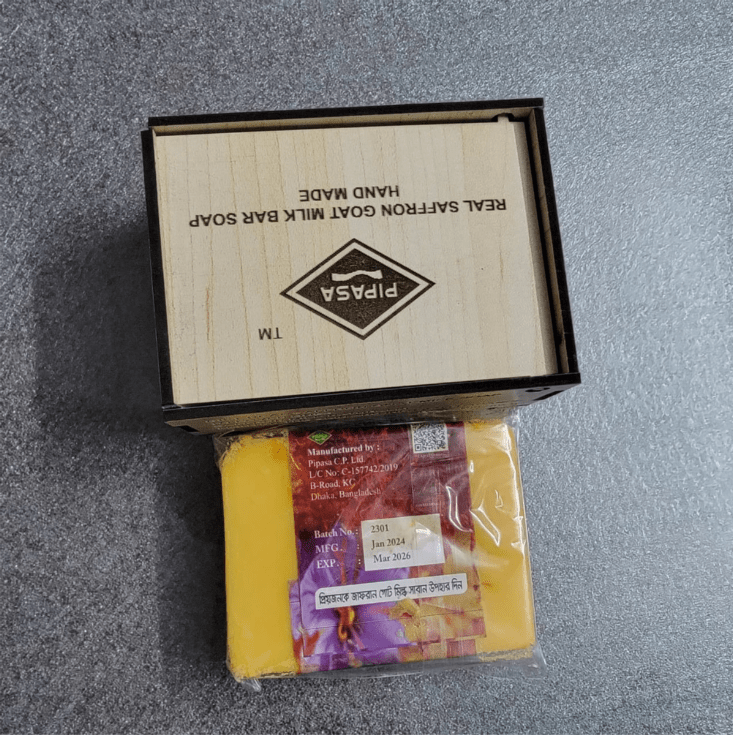 REAL SAFFRON GOAT MILK BAR SOAP
HAND MADE
PIPASA
TM
Manufactured by :
Pipasa C.P. Ltd.
L/C No: C-157742/2019
B-Road, KC
Dhaka, Bangladesh
Batch No. : 2301
MFG. : Jan 2024
EXP. : Mar 2026
প্রিয়জনকে জাফরান গোট মিল্ক সাবান উপহার দিন